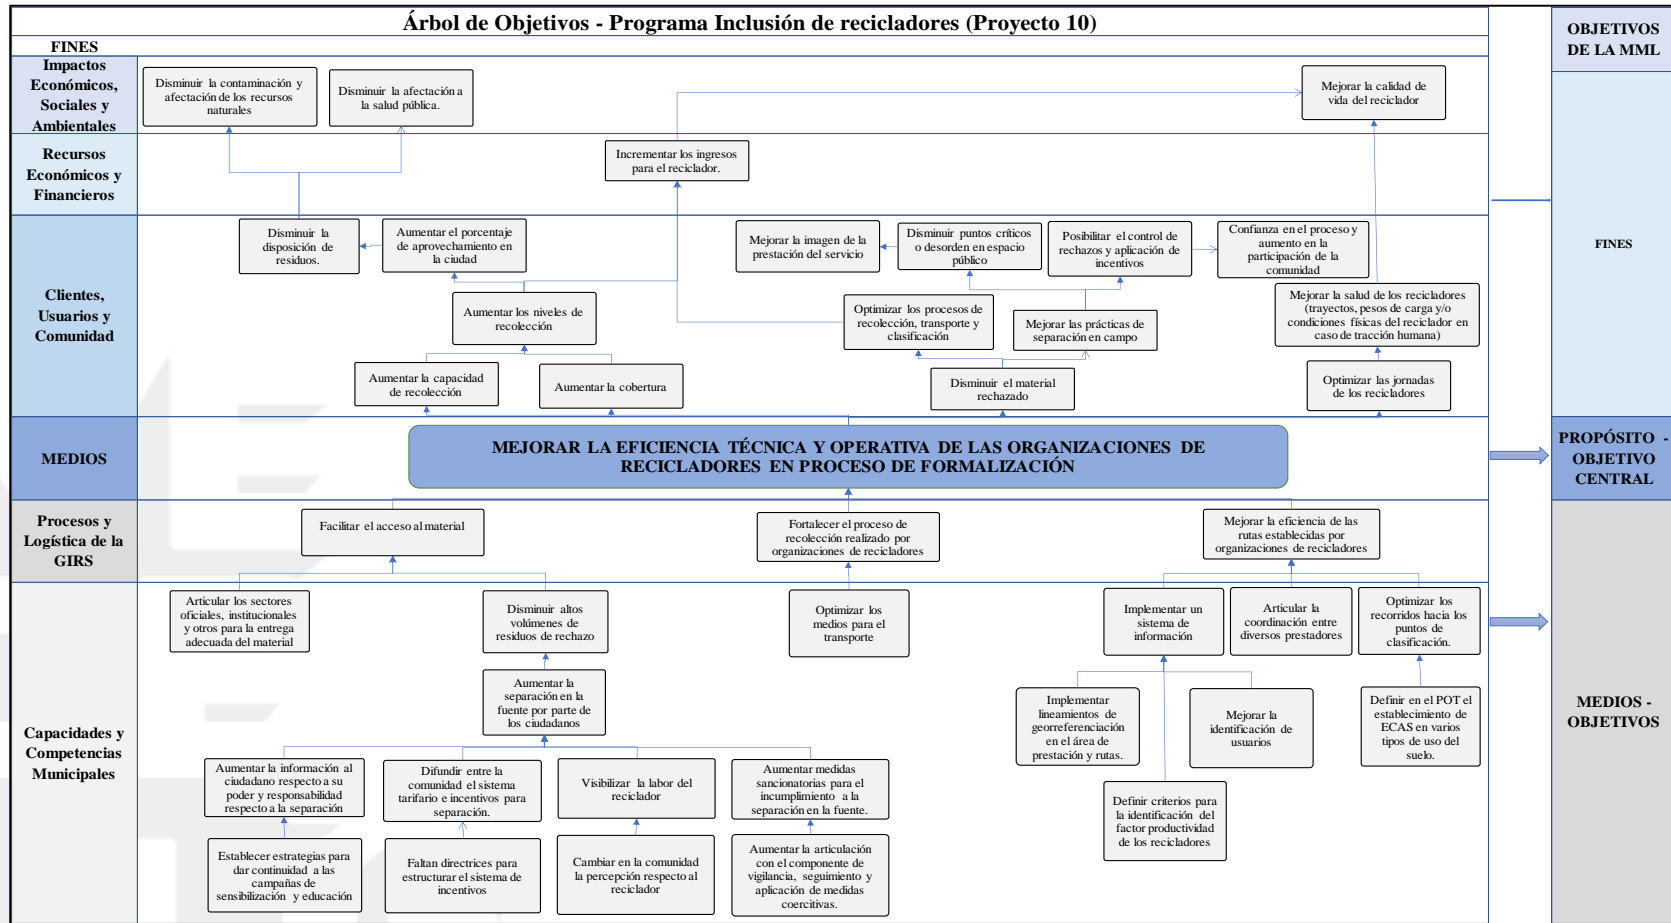 Árbol de Objetivos - Programa Inclusión de recicladores (Proyecto 10)
OBJETIVOS
DE LA MML
FINES
Impactos
Económicos,
Sociales y
Ambientales
Disminuir la contaminación y
afectación de los recursos
naturales
Disminuir la afectación a
la salud pública.
Mejorar la calidad de
vida del reciclador
Recursos
Económicos y
Financieros
Incrementar los ingresos
para el reciclador.
Clientes,
Usuarios y
Comunidad
Disminuir la
disposición de
residuos.
Aumentar el porcentaje
de aprovechamiento en
la ciudad
Mejorar la imagen de la
prestación del servicio
Disminuir puntos críticos
o desorden en espacio
público
Posibilitar el control de
rechazos y aplicación de
incentivos
Confianza en el proceso y
aumento en la
participación de la
comunidad
FINES
Aumentar los niveles de
recolección
Optimizar los procesos de
recolección, transporte y
clasificación
Mejorar las prácticas de
separación en campo
Mejorar la salud de los recicladores
(trayectos, pesos de carga y/o
condiciones físicas del reciclador en
caso de tracción humana)
Aumentar la capacidad
de recolección
Aumentar la cobertura
Disminuir el material
rechazado
Optimizar las jornadas
de los recicladores
MEDIOS
MEJORAR LA EFICIENCIA TÉCNICA Y OPERATIVA DE LAS ORGANIZACIONES DE
RECICLADORES EN PROCESO DE FORMALIZACIÓN
PROPÓSITO -
OBJETIVO
CENTRAL
Procesos y
Logística de la
GIRS
Facilitar el acceso al material
Fortalecer el proceso de
recolección realizado por
organizaciones de recicladores
Mejorar la eficiencia de las
rutas establecidas por
organizaciones de recicladores
Capacidades y
Competencias
Municipales
Articular los sectores
oficiales, institucionales
y otros para la entrega
adecuada del material
Disminuir altos
volúmenes de
residuos de rechazo
Optimizar los
medios para el
transporte
Implementar un
sistema de
información
Articular la
coordinación entre
diversos prestadores
Optimizar los
recorridos hacia los
puntos de
clasificación.
MEDIOS -
OBJETIVOS
Aumentar la
separación en la
fuente por parte de
los ciudadanos
Implementar
lineamientos de
georreferenciación
en el área de
prestación y rutas.
Mejorar la
identificación de
usuarios
Definir en el POT el
establecimiento de
ECAS en varios
tipos de uso del
suelo.
Aumentar la información al
ciudadano respecto a su
poder y responsabilidad
respecto a la separación
Difundir entre la
comunidad el sistema
tarifario e incentivos para
separación.
Visibilizar la labor del
reciclador
Aumentar medidas
sancionatorias para el
incumplimiento a la
separación en la fuente.
Definir criterios para
la identificación del
factor productividad
de los recicladores
Establecer estrategias para
dar continuidad a las
campañas de
sensibilización y educación
Faltan directrices para
estructurar el sistema de
incentivos
Cambiar en la comunidad
la percepción respecto al
reciclador
Aumentar la articulación
con el componente de
vigilancia, seguimiento y
aplicación de medidas
coercitivas.